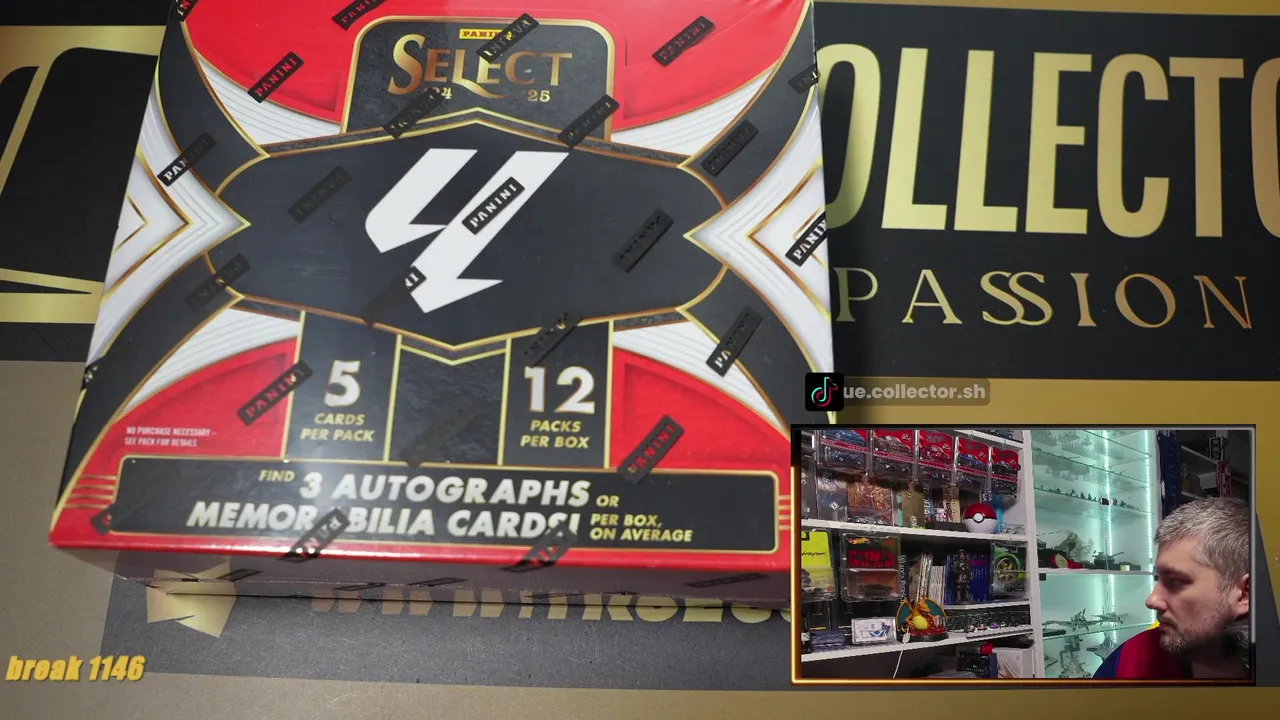 PANINI
SELECT
24 '25
PANINI
5
CARDS
PER PACK
12
PACKS
PER BOX
NO PURCHASE NECESSARY –
SEE PACK FOR DETAILS
FIND 3 AUTOGRAPHS OR
MEMORABILIA CARDS! PER BOX,
ON AVERAGE
OLLECTO
PASSION
ue.collector.sh
break 1146